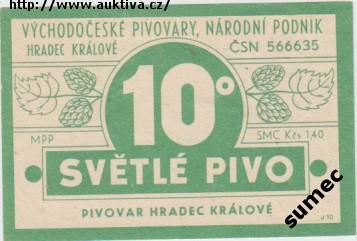 http://www.auktiva.cz/
VÝCHODOČESKÉ PIVOVARY, NÁRODNÍ PODNIK
HRADEC KRÁLOVÉ ČSN 566635
10°
MPP SMC Kčs 1,40
SVĚTLÉ PIVO
PIVOVAR HRADEC KRÁLOVÉ
J-10
sumec